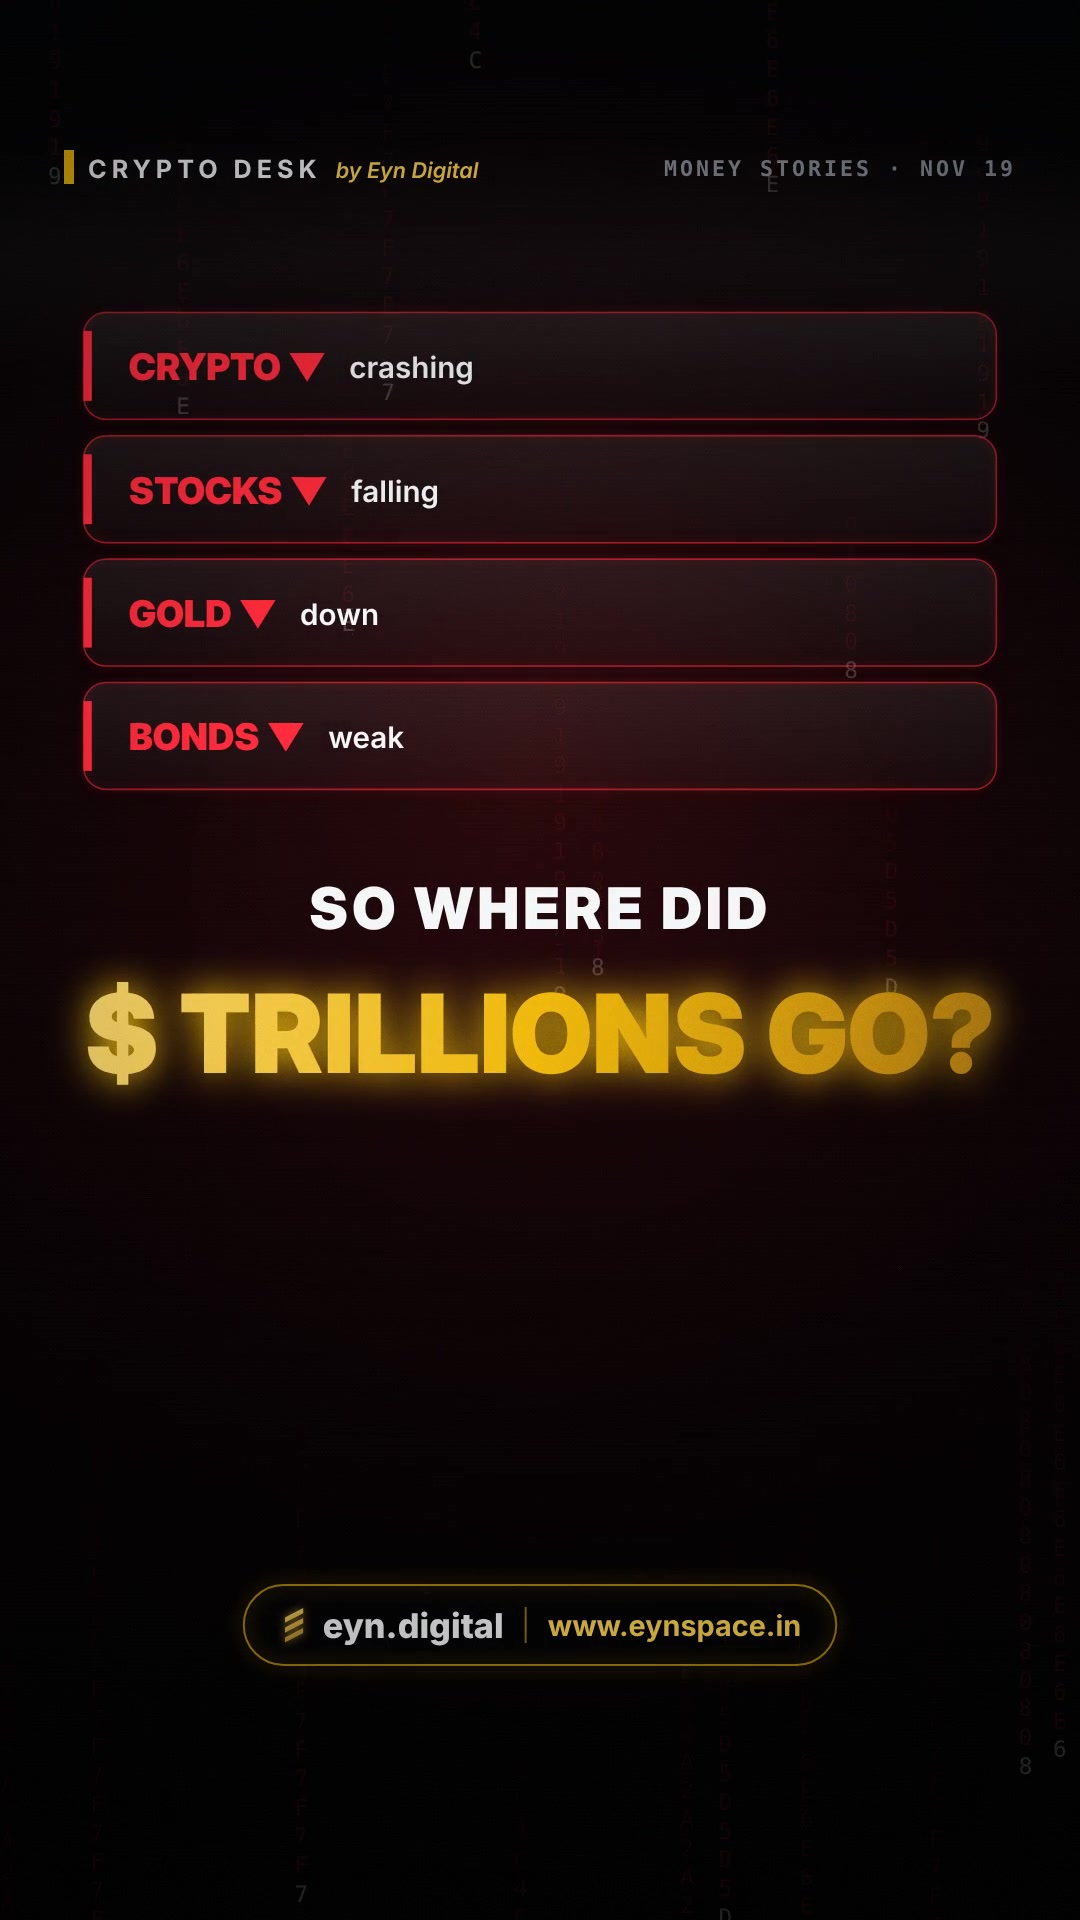 CRYPTO DESK by Eyn Digital
MONEY STORIES · NOV 19
CRYPTO ▼ crashing
STOCKS ▼ falling
GOLD ▼ down
BONDS ▼ weak
SO WHERE DID
$ TRILLIONS GO?
eyn.digital | www.eynspace.in